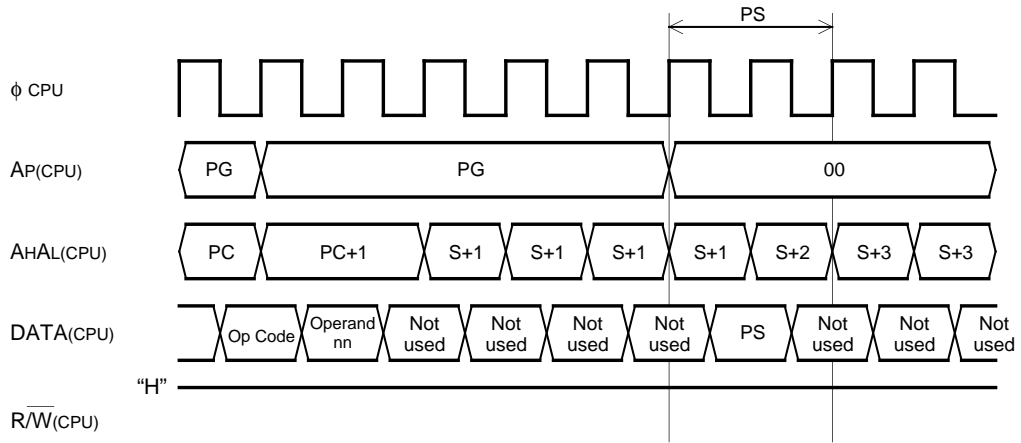 PS
ϕ CPU
AP(CPU)
PG
PG
00
AHAL(CPU)
PC
PC+1
S+1
S+1
S+1
S+1
S+2
S+3
S+3
DATA(CPU)
Op Code
Operand
nn
Not
used
Not
used
Not
used
Not
used
PS
Not
used
Not
used
Not
used
“H”
R/W(CPU)